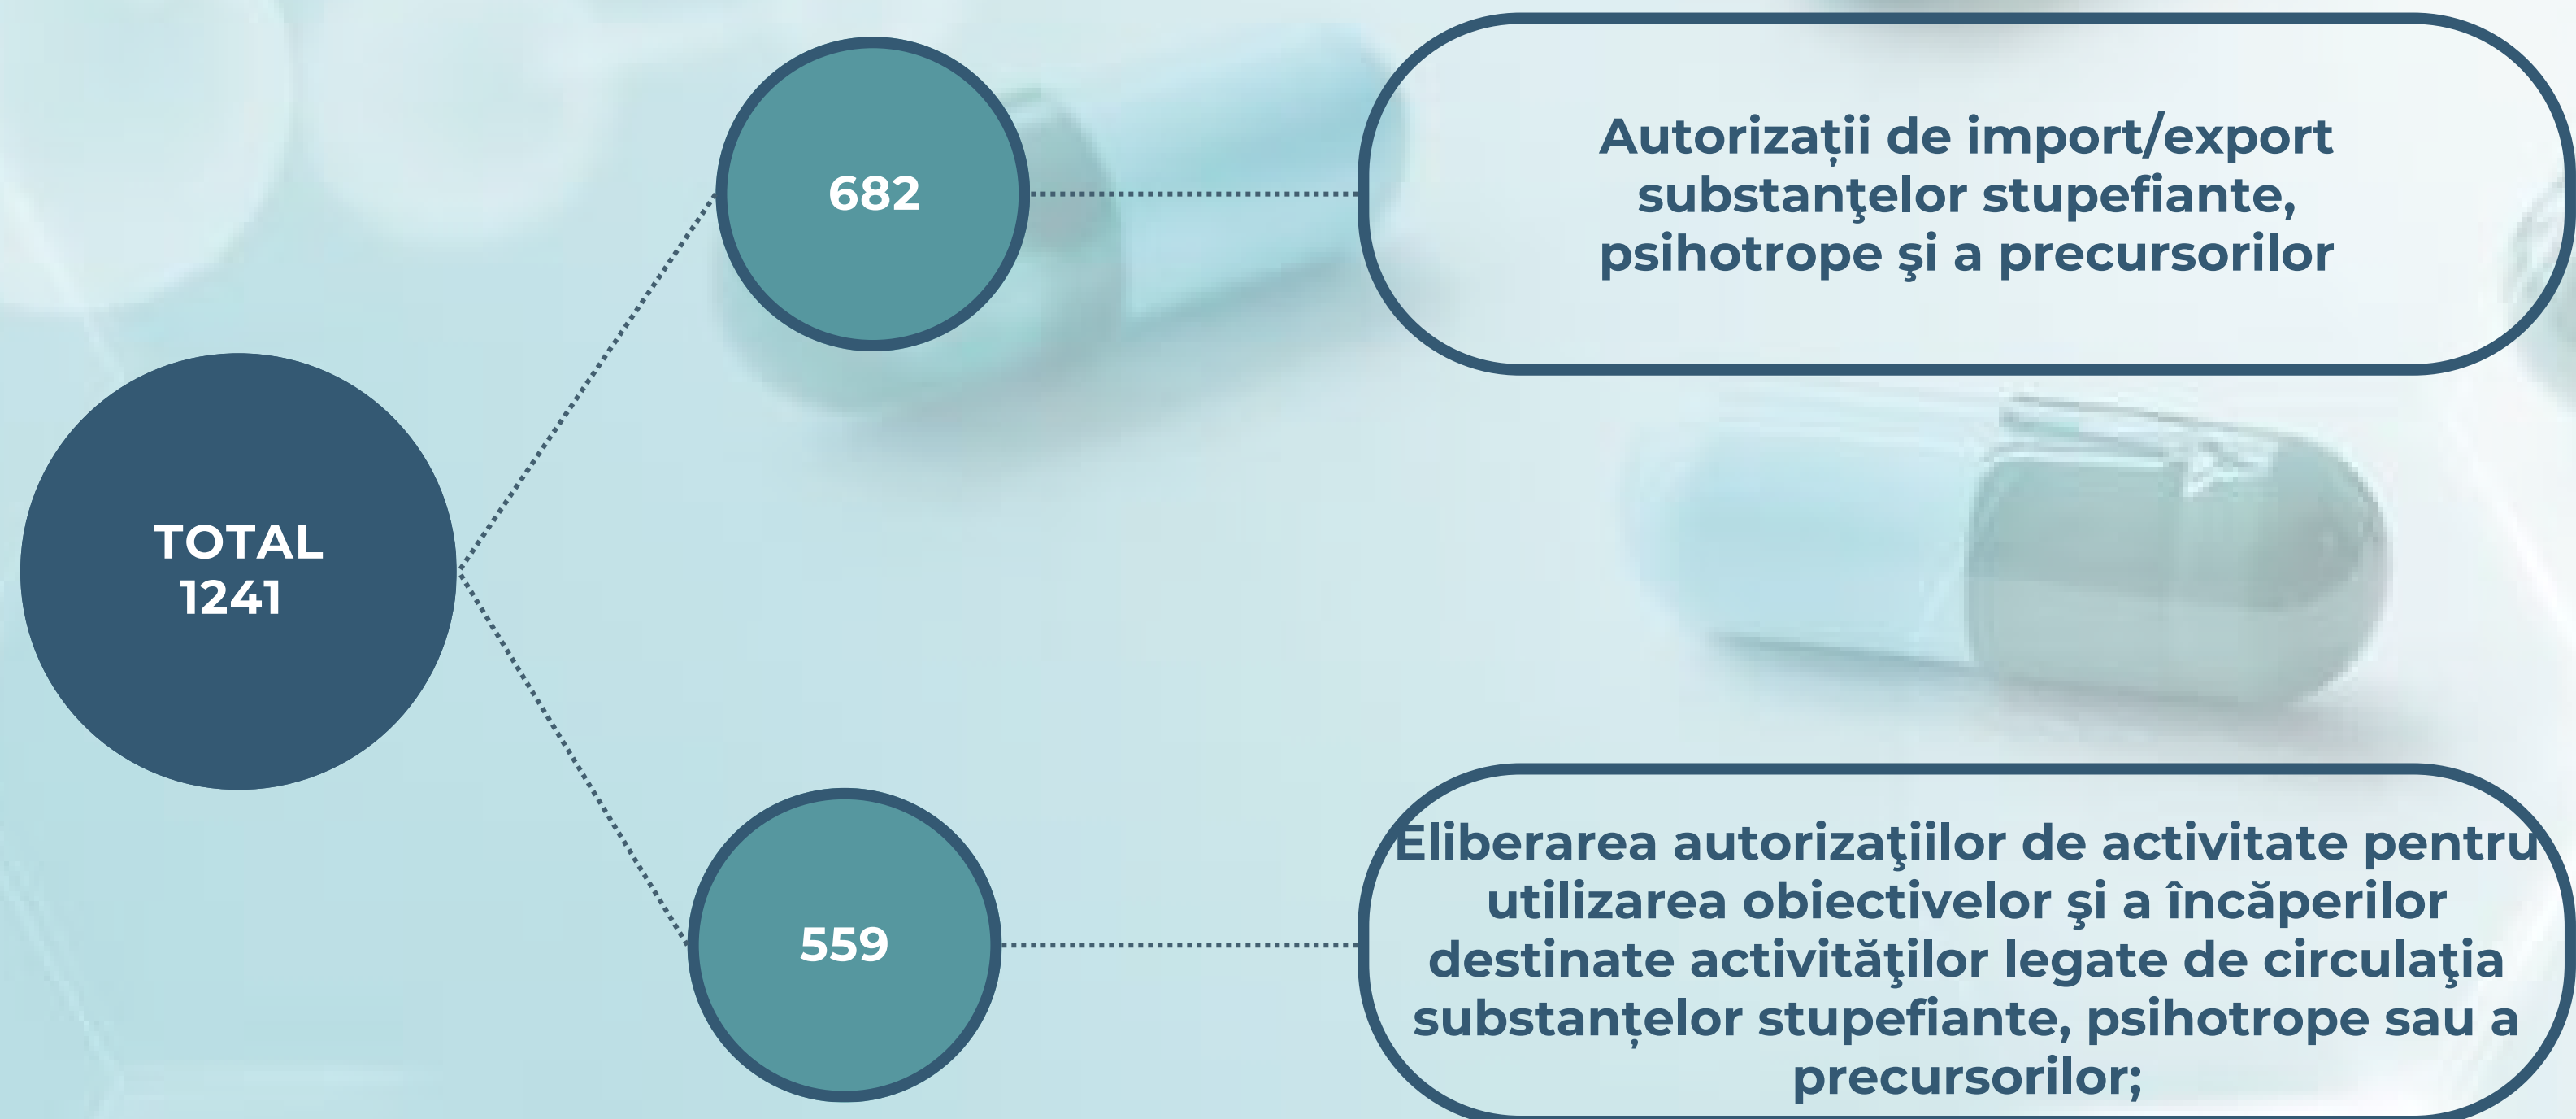 682
Autorizații de import/export
substanţelor stupefiante,
psihotrope şi a precursorilor
TOTAL
1241
559
Eliberarea autorizaţiilor de activitate pentru
utilizarea obiectivelor şi a încăperilor
destinate activităţilor legate de circulaţia
substanțelor stupefiante, psihotrope sau a
precursorilor;